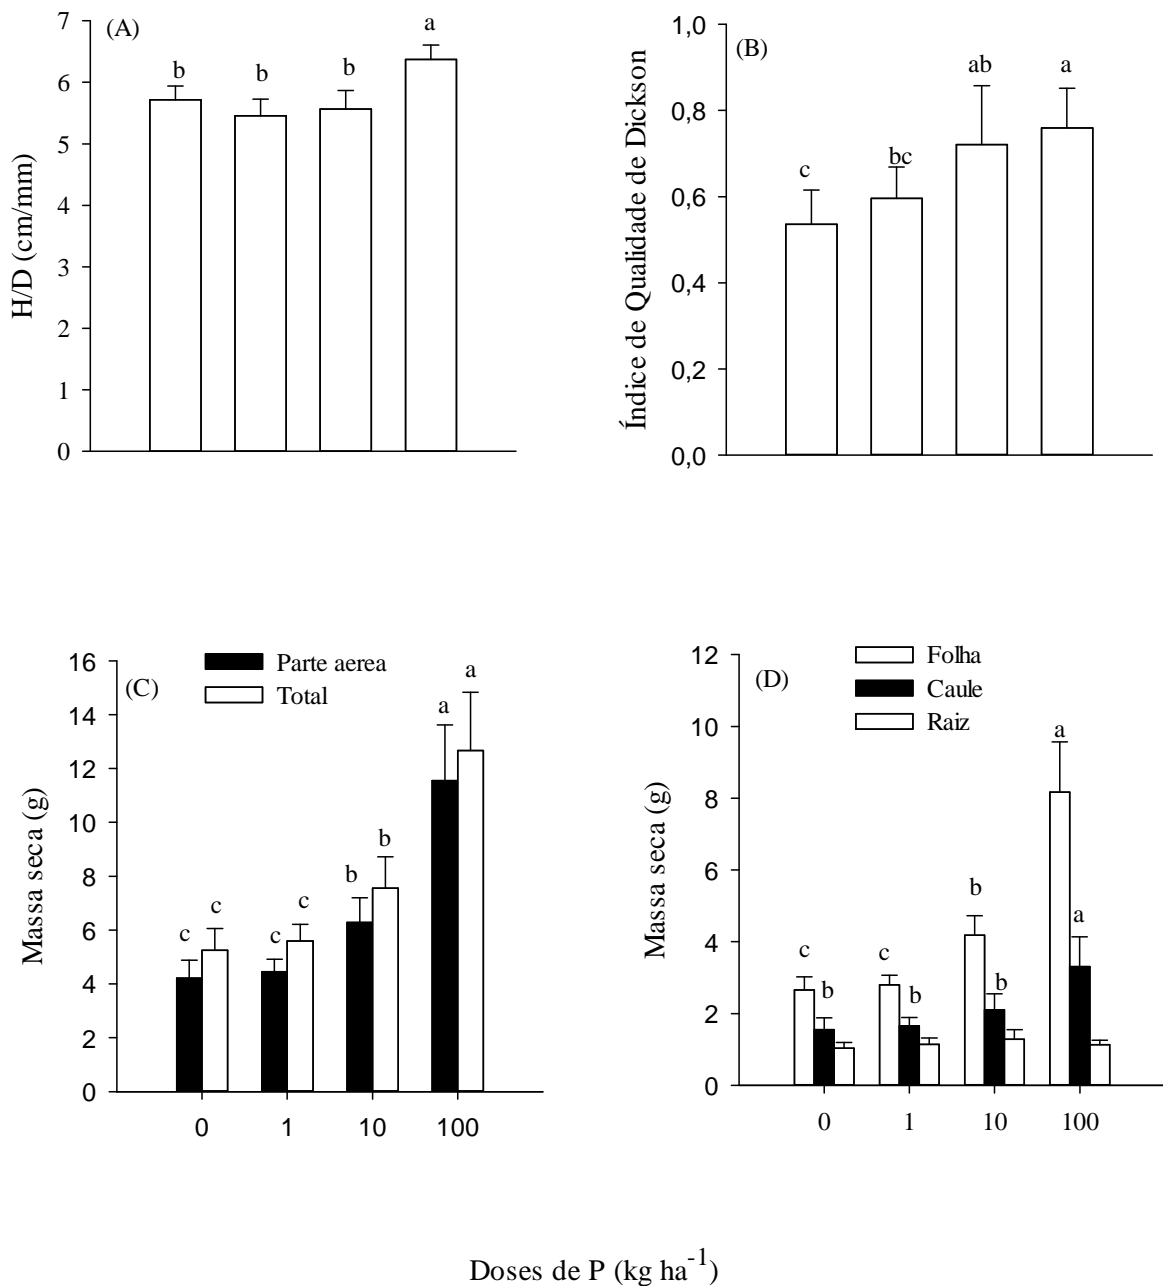 (A)
H/D (cm/mm)
7
6
5
4
3
2
1
0
b
b
b
a
(B)
Índice de Qualidade de Dickson
1,0
0,8
0,6
0,4
0,2
0,0
c
bc
ab
a
(C)
Parte aerea
Total
Massa seca (g)
16
14
12
10
8
6
4
2
0
c
c
c
c
b
b
a
a
0 1 10 100
(D)
Folha
Caule
Raiz
Massa seca (g)
12
10
8
6
4
2
0
c
b
c
b
b
b
a
a
0 1 10 100
Doses de P (kg ha⁻¹)